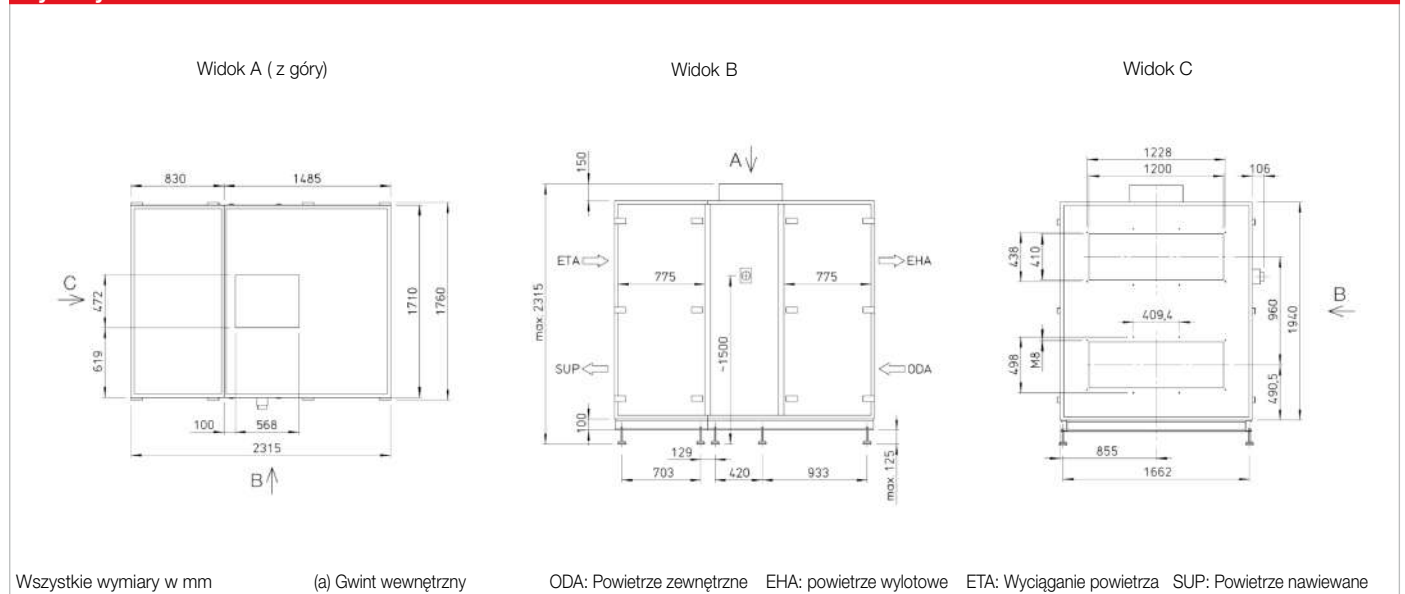 Widok A ( z góry)
Widok B
Widok C
830
1485
C
472
619
1710
1760
100
568
2315
B
150
A
max. 2315
ETA
EHA
775
775
~1500
SUP
ODA
100
129
703
420
933
max. 125
1228
1200
106
438
410
409,4
960
1940
B
498
M8
490,5
855
1662
Wszystkie wymiary w mm (a) Gwint wewnętrzny ODA: Powietrze zewnętrzne EHA: powietrze wylotowe ETA: Wyciąganie powietrza SUP: Powietrze nawiewane